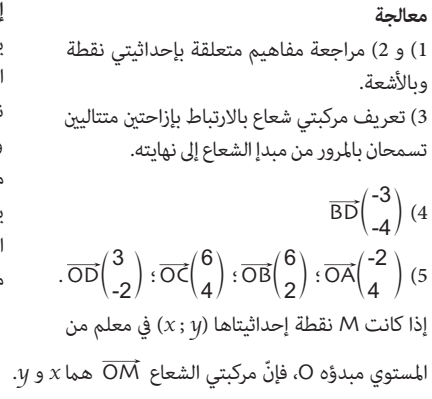 معالجة
1) و 2) مراجعة مفاهيم متعلقة بإحداثيتي نقطة
وبالأشعة.
3) تعريف مركبتي شعاع بالارتباط بإزاحتين متتاليين
تسمحان بالمرور من مبدإ الشعاع إلى نهايته.
4) $\overrightarrow{BD}\begin{pmatrix}-3\\-4\end{pmatrix}$
5) $\overrightarrow{OA}\begin{pmatrix}-2\\4\end{pmatrix}$ ؛ $\overrightarrow{OB}\begin{pmatrix}6\\2\end{pmatrix}$ ؛ $\overrightarrow{OC}\begin{pmatrix}6\\4\end{pmatrix}$ ؛ $\overrightarrow{OD}\begin{pmatrix}3\\-2\end{pmatrix}$ .
إذا كانت M نقطة إحداثيتاها (x ; y) في معلم من
المستوي مبدؤه O، فإنّ مركبتي الشعاع $\overrightarrow{OM}$ هما x و y.